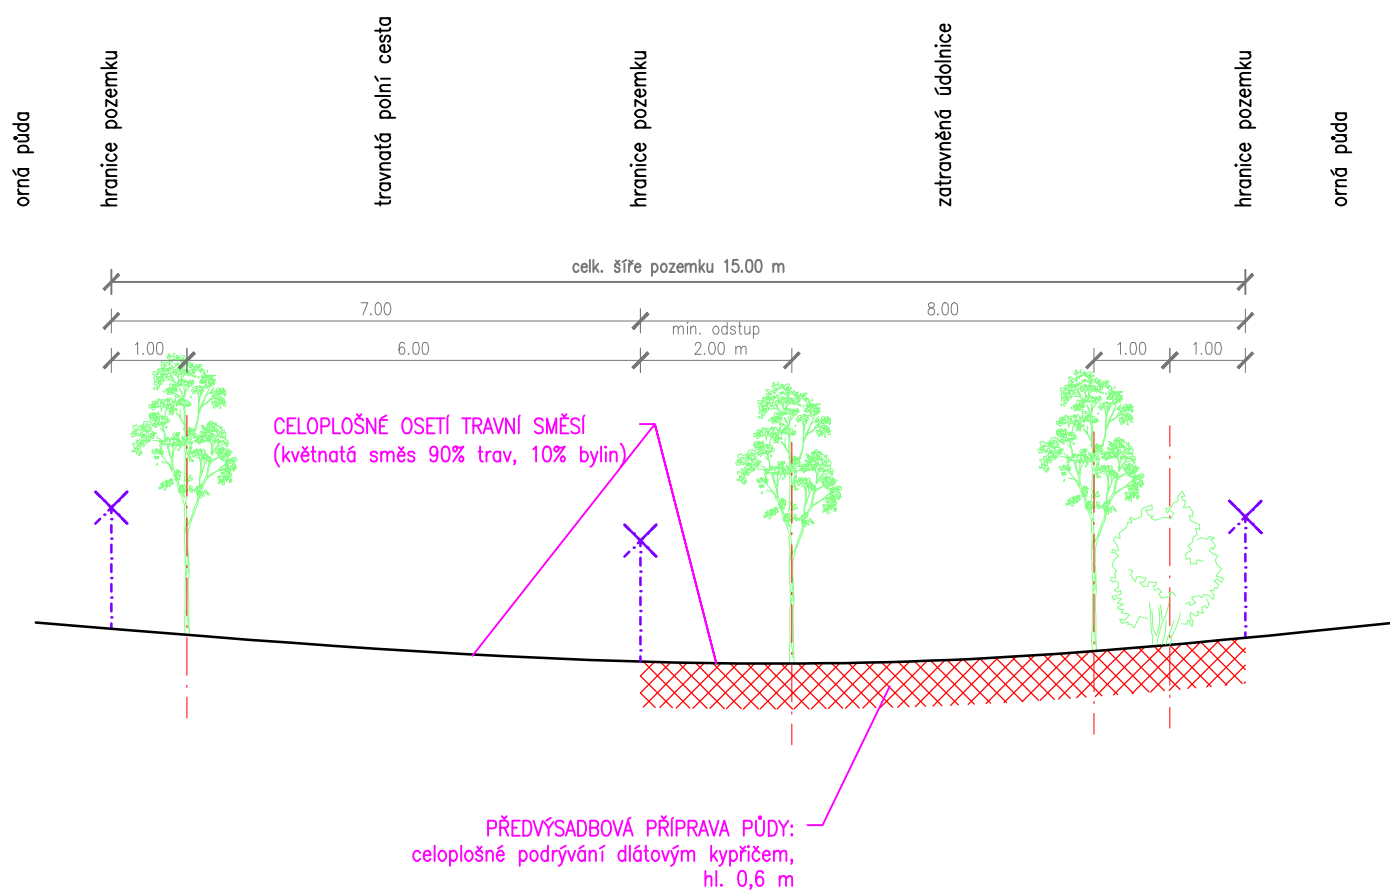 orná půda
hranice pozemku
travnatá polní cesta
hranice pozemku
zatravněná údolnice
hranice pozemku
orná půda
celk. šíře pozemku 15.00 m
7.00
8.00
min. odstup
1.00
6.00
2.00 m
1.00
1.00
CELOPLOŠNÉ OSETÍ TRAVNÍ SMĚSÍ
(květnatá směs 90% trav, 10% bylin)
PŘEDVÝSADBOVÁ PŘÍPRAVA PŮDY:
celoplošné podrývání dlátovým kypřičem,
hl. 0,6 m